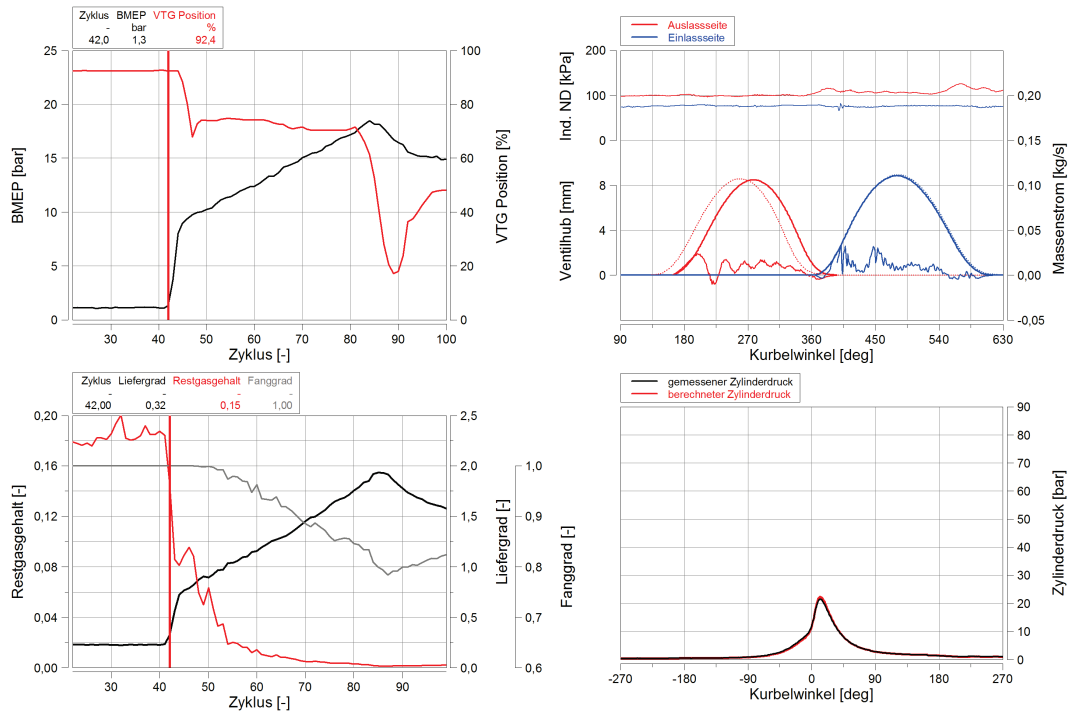 Zyklus BMEP VTG Position
- bar %
42,0 1,3 92,4
25 20 15 10 5 0
BMEP [bar]
100 80 60 40 20 0
VTG Position [%]
30 40 50 60 70 80 90 100
Zyklus [-]
Auslassseite
Einlassseite
200 100 0
Ind. ND [kPa]
8 4 0
Ventilhub [mm]
0,20 0,15 0,10 0,05 0,00 -0,05
Massenstrom [kg/s]
90 180 270 360 450 540 630
Kurbelwinkel [deg]
Zyklus Liefergrad Restgasgehalt Fanggrad
- - - -
42,00 0,32 0,15 1,00
0,20 0,16 0,12 0,08 0,04 0,00
Restgasgehalt [-]
2,5 2,0 1,5 1,0 0,5 0,0
Liefergrad [-]
1,0 0,9 0,8 0,7 0,6
Fanggrad [-]
30 40 50 60 70 80 90
Zyklus [-]
gemessener Zylinderdruck
berechneter Zylinderdruck
90 80 70 60 50 40 30 20 10 0
Zylinderdruck [bar]
-270 -180 -90 0 90 180 270
Kurbelwinkel [deg]